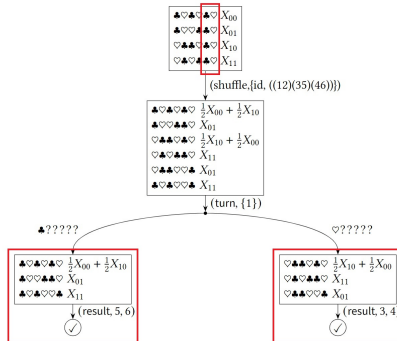 ♣♡♣♡♣♡ X₀₀
♣♡♡♣♣♡ X₀₁
♡♣♣♡♣♡ X₁₀
♡♣♡♣♣♡ X₁₁
(shuffle,{id, ((12)(35)(46))})
♣♡♣♡♣♡ ½X₀₀ + ½X₁₀
♣♡♡♣♣♡ X₀₁
♡♣♣♡♣♡ ½X₁₀ + ½X₀₀
♡♣♡♣♣♡ X₁₁
♡♣♣♡♡♣ X₀₁
♣♡♣♡♡♣ X₁₁
(turn, {1})
♣?????
♡?????
♣♡♣♡♣♡ ½X₀₀ + ½X₁₀
♣♡♡♣♣♡ X₀₁
♣♡♣♡♡♣ X₁₁
(result, 5, 6)
✓
♡♣♣♡♣♡ ½X₁₀ + ½X₀₀
♡♣♡♣♣♡ X₁₁
♡♣♣♡♡♣ X₀₁
(result, 3, 4
✓